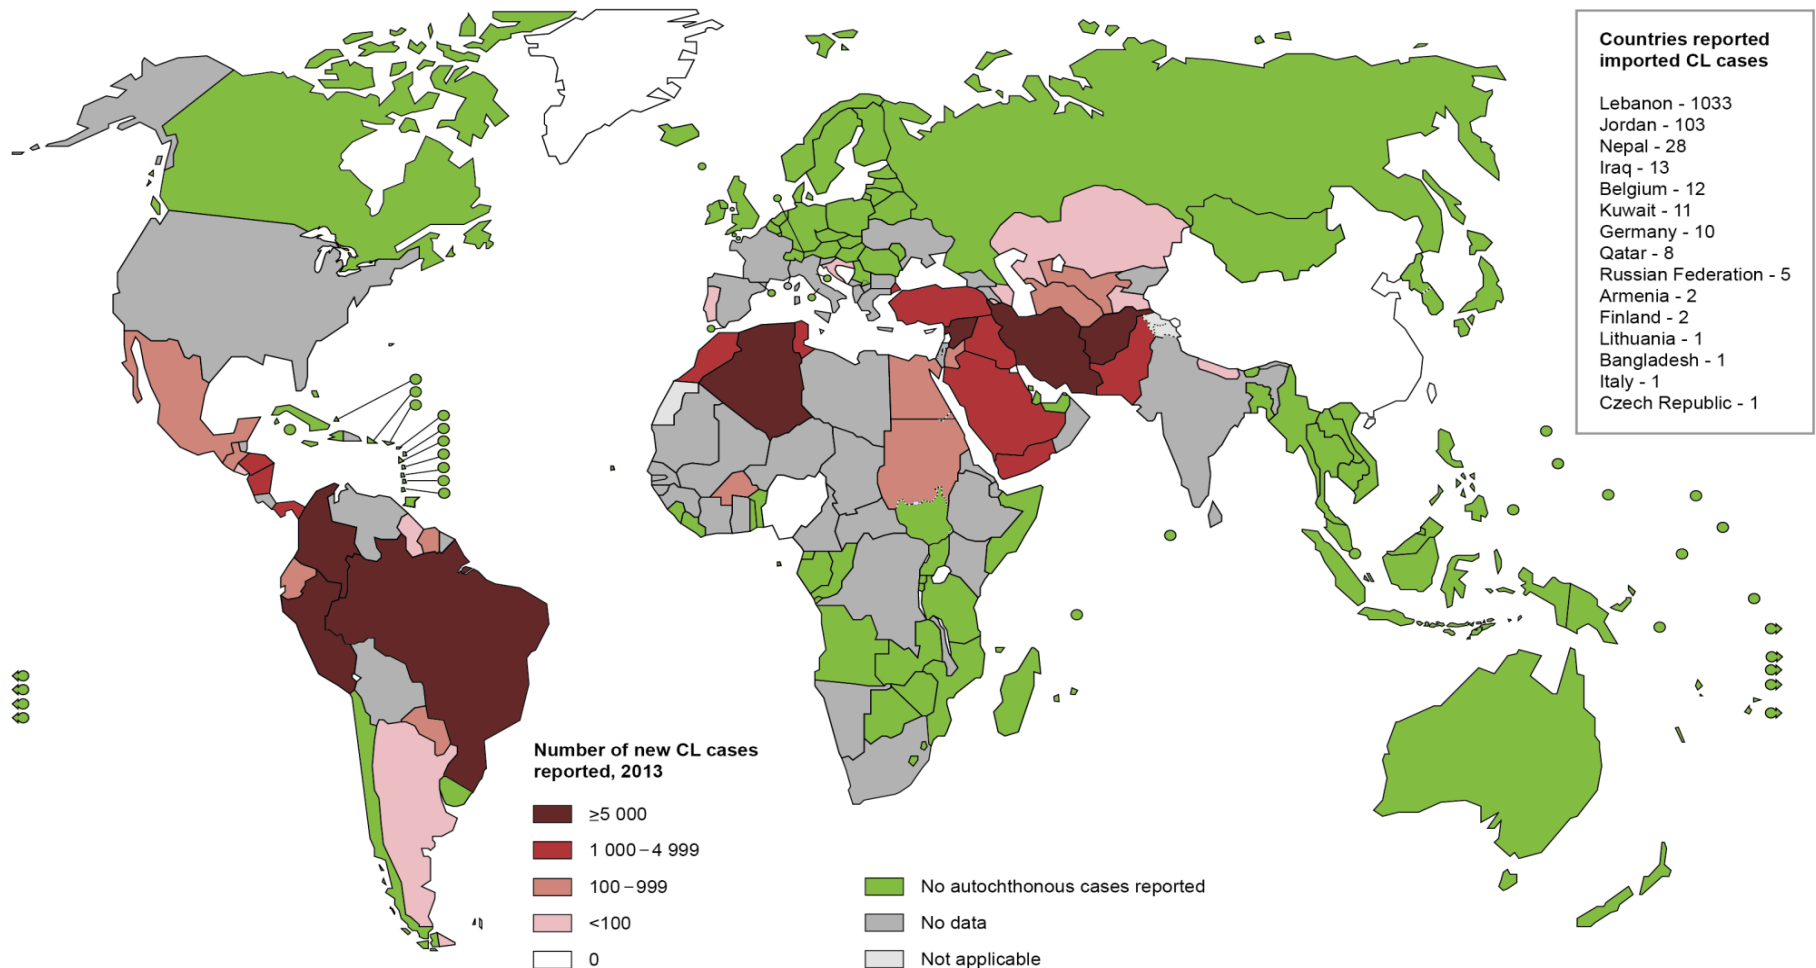 Countries reported
imported CL cases
Lebanon - 1033
Jordan - 103
Nepal - 28
Iraq - 13
Belgium - 12
Kuwait - 11
Germany - 10
Qatar - 8
Russian Federation - 5
Armenia - 2
Finland - 2
Lithuania - 1
Bangladesh - 1
Italy - 1
Czech Republic - 1
Number of new CL cases
reported, 2013
≥5 000
1 000–4 999
100–999
<100
0
No autochthonous cases reported
No data
Not applicable